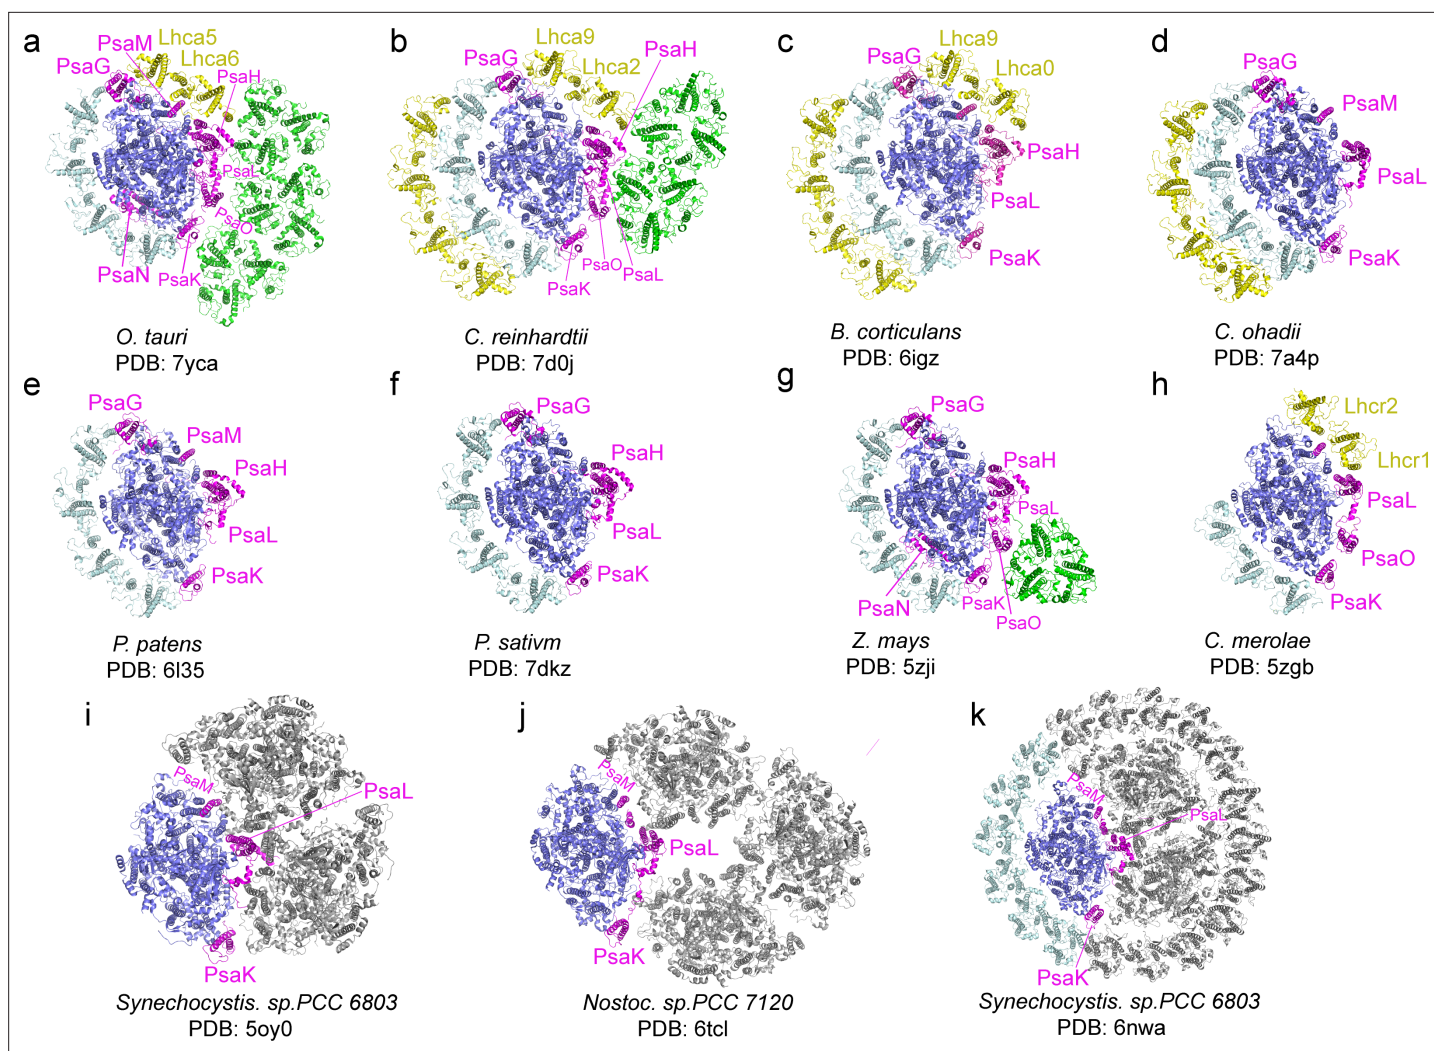 a
PsaM
Lhca5
Lhca6
PsaG
PsaH
PsaL
PsaO
PsaN
PsaK
O. tauri
PDB: 7yca
b
Lhca9
PsaG
Lhca2
PsaH
PsaO
PsaL
PsaK
C. reinhardtii
PDB: 7d0j
c
Lhca9
PsaG
Lhca0
PsaH
PsaL
PsaK
B. corticulans
PDB: 6igz
d
PsaG
PsaM
PsaL
PsaK
C. ohadii
PDB: 7a4p
e
PsaG
PsaM
PsaH
PsaL
PsaK
P. patens
PDB: 6l35
f
PsaG
PsaH
PsaL
PsaK
P. sativm
PDB: 7dkz
g
PsaG
PsaH
PsaL
PsaN
PsaK
PsaO
Z. mays
PDB: 5zji
h
Lhcr2
Lhcr1
PsaL
PsaO
PsaK
C. merolae
PDB: 5zgb
i
PsaM
PsaL
PsaK
Synechocystis. sp.PCC 6803
PDB: 5oy0
j
PsaM
PsaL
PsaK
Nostoc. sp.PCC 7120
PDB: 6tcl
k
PsaM
PsaL
PsaK
Synechocystis. sp.PCC 6803
PDB: 6nwa